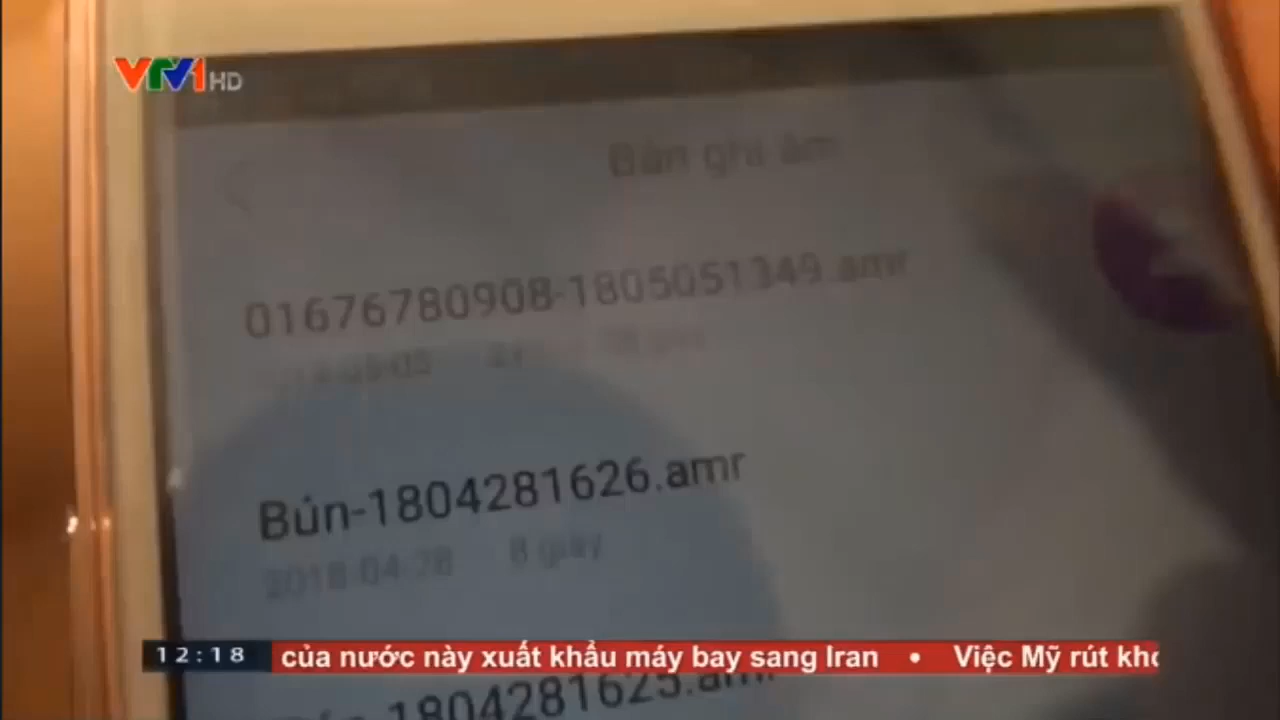 VTV1 HD
Bản ghi âm
01676780908-1805051349.amr
Bún-1804281626.amr
2018-04-28 8 giây
12:18 của nước này xuất khẩu máy bay sang Iran • Việc Mỹ rút
1804281625.amr